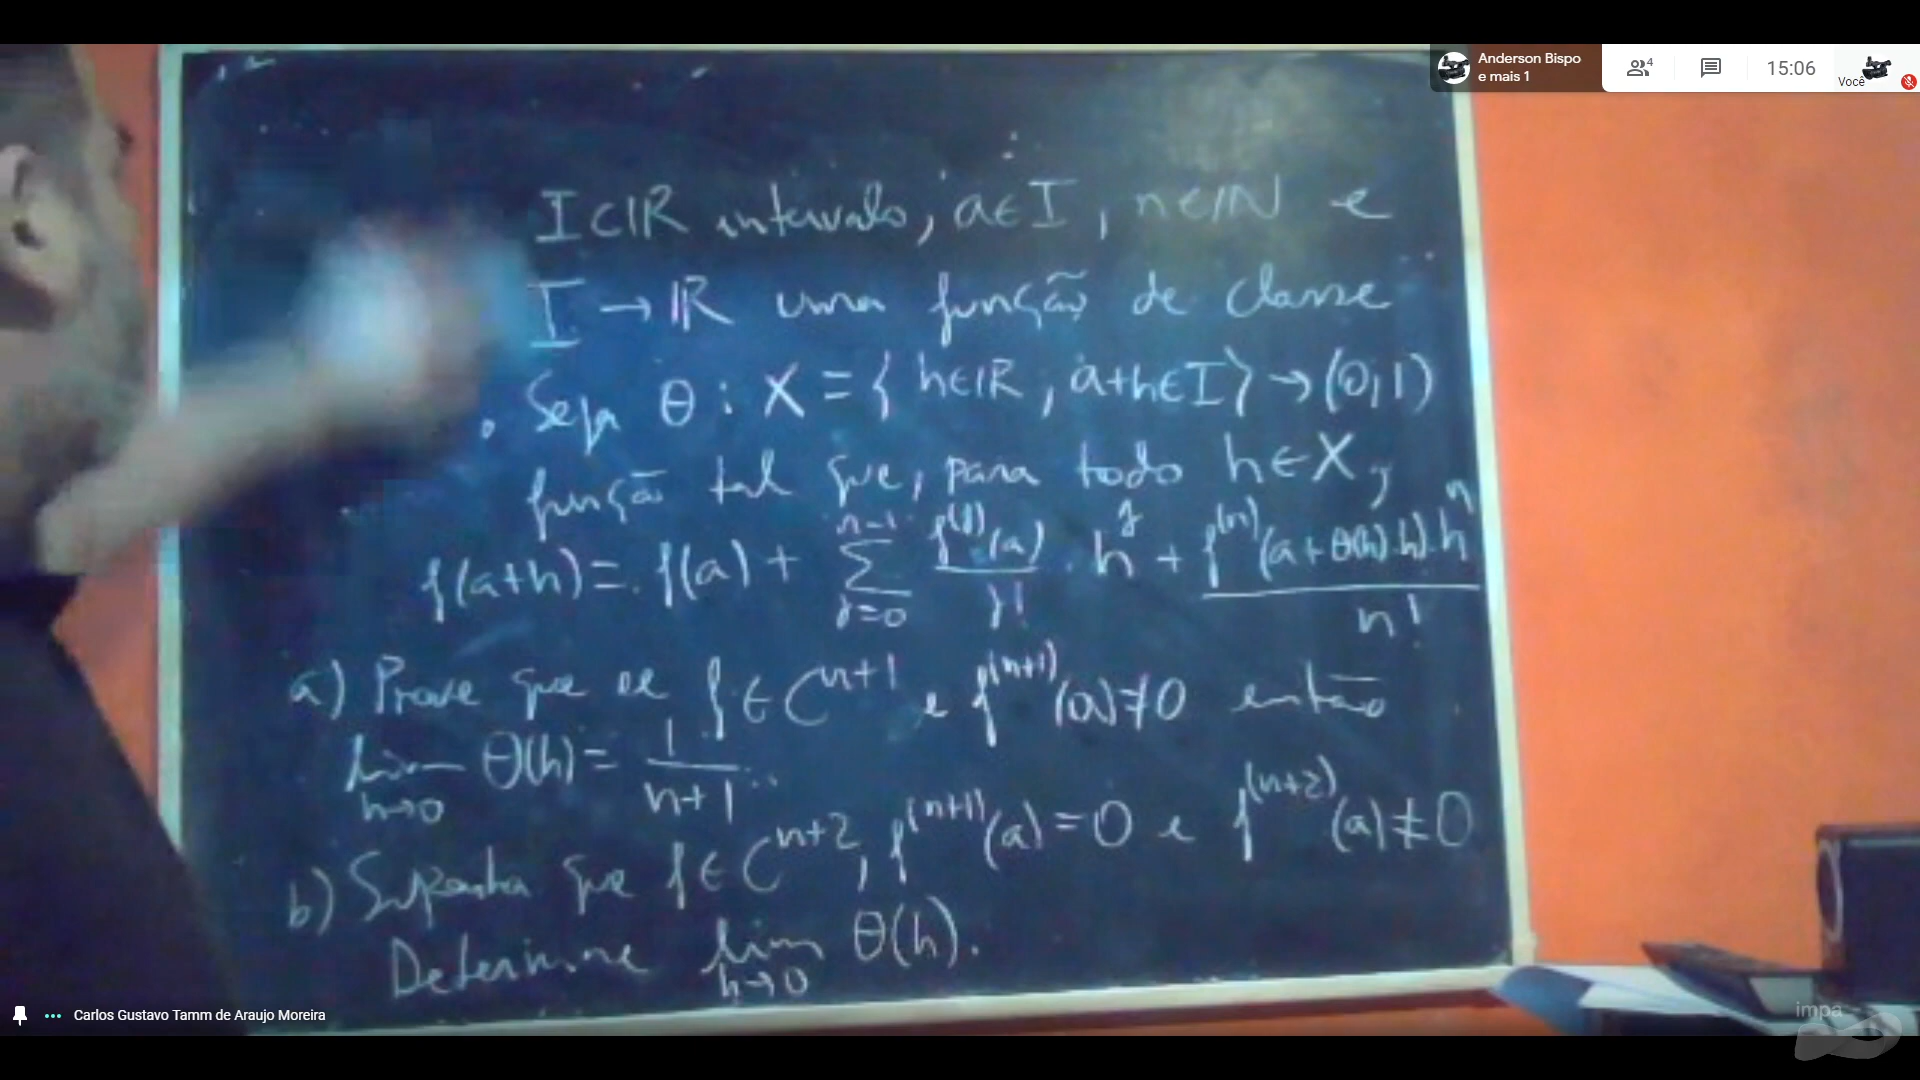 Anderson Bispo
e mais 1
4
15:06
Você
I⊂ℝ intervalo, a∈I, n∈ℕ e
I → ℝ uma função de classe
. Seja θ : X = { h∈ℝ, a+h∈I } → (0,1)
função tal que, para todo h∈X,
f(a+h) = f(a) + ∑_{j=0}^{n-1} f^{(j)}(a)/j! · h^j + f^{(n)}(a+θ(h)·h)·h^n/n!
a) Prove que se f∈C^{n+1} e f^{(n+1)}(a)≠0 então
lim_{h→0} θ(h) = 1/(n+1).
b) Suponha que f∈C^{n+2}, f^{(n+1)}(a)=0 e f^{(n+2)}(a)≠0
Determine lim_{h→0} θ(h).
Carlos Gustavo Tamm de Araujo Moreira
impa